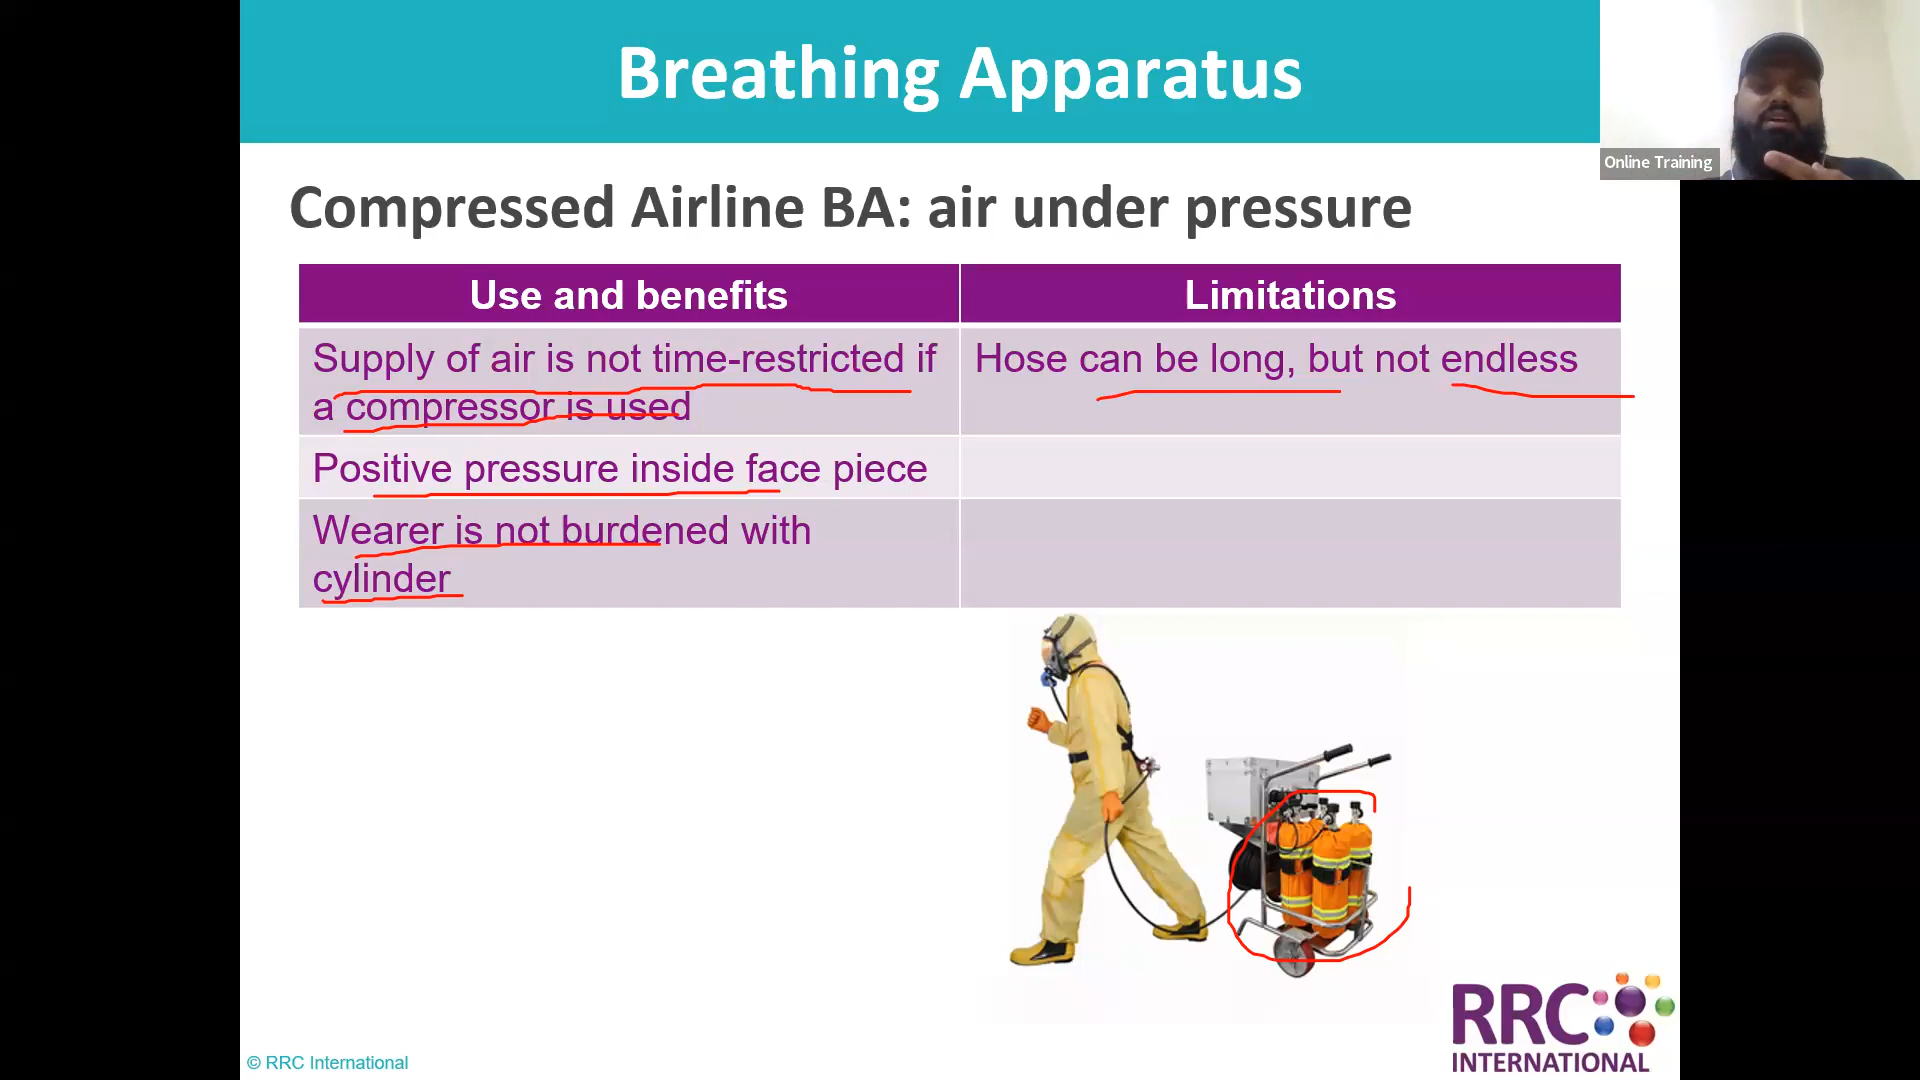 Breathing Apparatus
Online Training
Compressed Airline BA: air under pressure
Use and benefits
Limitations
Supply of air is not time-restricted if
a compressor is used
Hose can be long, but not endless
Positive pressure inside face piece
Wearer is not burdened with
cylinder
RRC
INTERNATIONAL
© RRC International